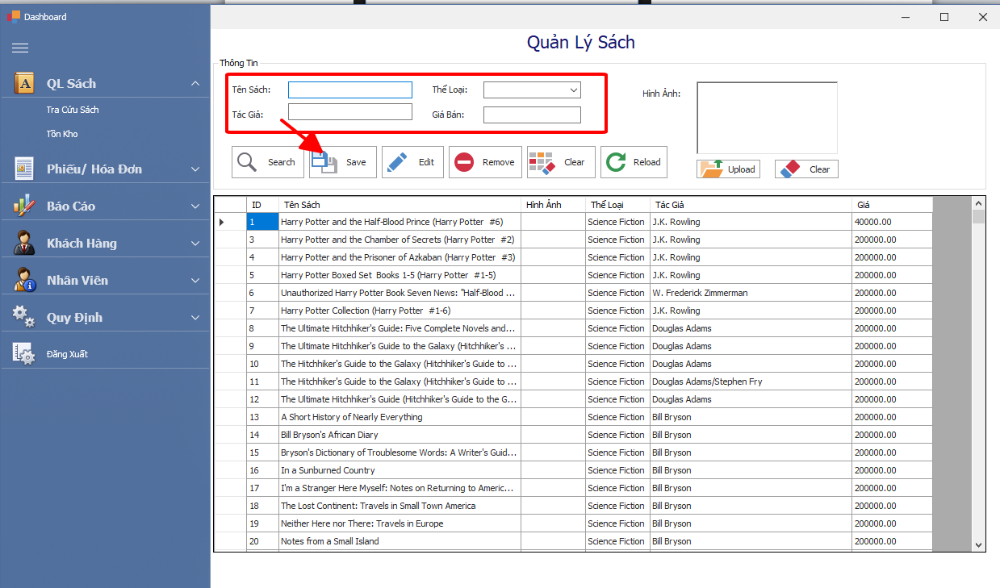 Dashboard
Quản Lý Sách
QL Sách
Tra Cứu Sách
Tồn Kho
Phiếu/ Hóa Đơn
Báo Cáo
Khách Hàng
Nhân Viên
Quy Định
Đăng Xuất
Thông Tin
Tên Sách: Thể Loại: Hình Ảnh:
Tác Giả: Giá Bán:
Search Save Edit Remove Clear Reload Upload Clear
ID Tên Sách Hình Ảnh Thể Loại Tác Giả Giá
1 Harry Potter and the Half-Blood Prince (Harry Potter #6) Science Fiction J.K. Rowling 40000.00
3 Harry Potter and the Chamber of Secrets (Harry Potter #2) Science Fiction J.K. Rowling 200000.00
4 Harry Potter and the Prisoner of Azkaban (Harry Potter #3) Science Fiction J.K. Rowling 200000.00
5 Harry Potter Boxed Set Books 1-5 (Harry Potter #1-5) Science Fiction J.K. Rowling 200000.00
6 Unauthorized Harry Potter Book Seven News: "Half-Blood ... Science Fiction W. Frederick Zimmerman 200000.00
7 Harry Potter Collection (Harry Potter #1-6) Science Fiction J.K. Rowling 200000.00
8 The Ultimate Hitchhiker's Guide: Five Complete Novels and... Science Fiction Douglas Adams 200000.00
9 The Ultimate Hitchhiker's Guide to the Galaxy (Hitchhiker's ... Science Fiction Douglas Adams 200000.00
10 The Hitchhiker's Guide to the Galaxy (Hitchhiker's Guide to ... Science Fiction Douglas Adams 200000.00
11 The Hitchhiker's Guide to the Galaxy (Hitchhiker's Guide to ... Science Fiction Douglas Adams/Stephen Fry 200000.00
12 The Ultimate Hitchhiker's Guide (Hitchhiker's Guide to the G... Science Fiction Douglas Adams 200000.00
13 A Short History of Nearly Everything Science Fiction Bill Bryson 200000.00
14 Bill Bryson's African Diary Science Fiction Bill Bryson 200000.00
15 Bryson's Dictionary of Troublesome Words: A Writer's Guid... Science Fiction Bill Bryson 200000.00
16 In a Sunburned Country Science Fiction Bill Bryson 200000.00
17 I'm a Stranger Here Myself: Notes on Returning to Americ... Science Fiction Bill Bryson 200000.00
18 The Lost Continent: Travels in Small Town America Science Fiction Bill Bryson 200000.00
19 Neither Here nor There: Travels in Europe Science Fiction Bill Bryson 200000.00
20 Notes from a Small Island Science Fiction Bill Bryson 200000.00